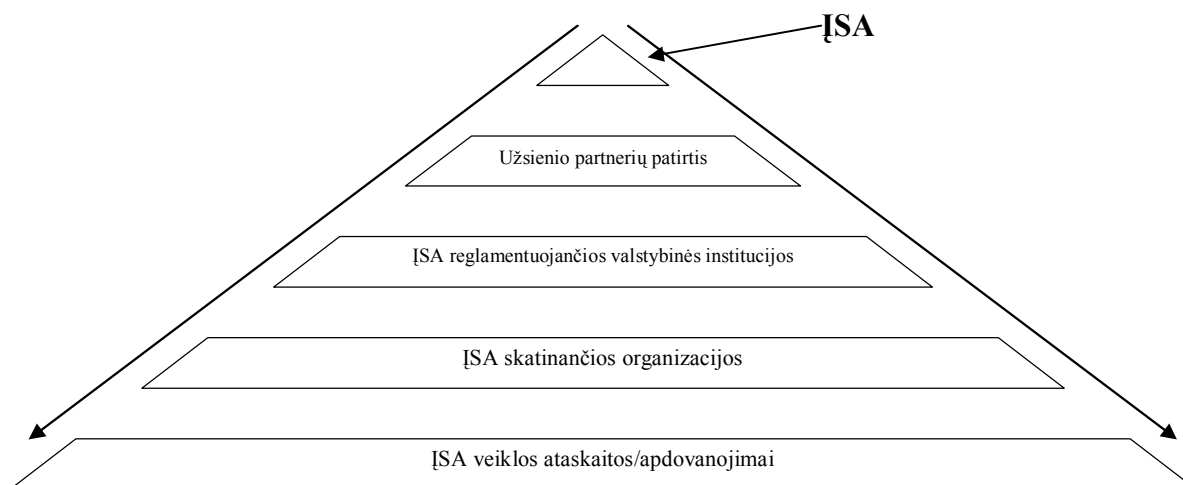 ĮSA
Užsienio partnerių patirtis
ĮSA reglamentuojančios valstybinės institucijos
ĮSA skatinančios organizacijos
ĮSA veiklos ataskaitos/apdovanojimai